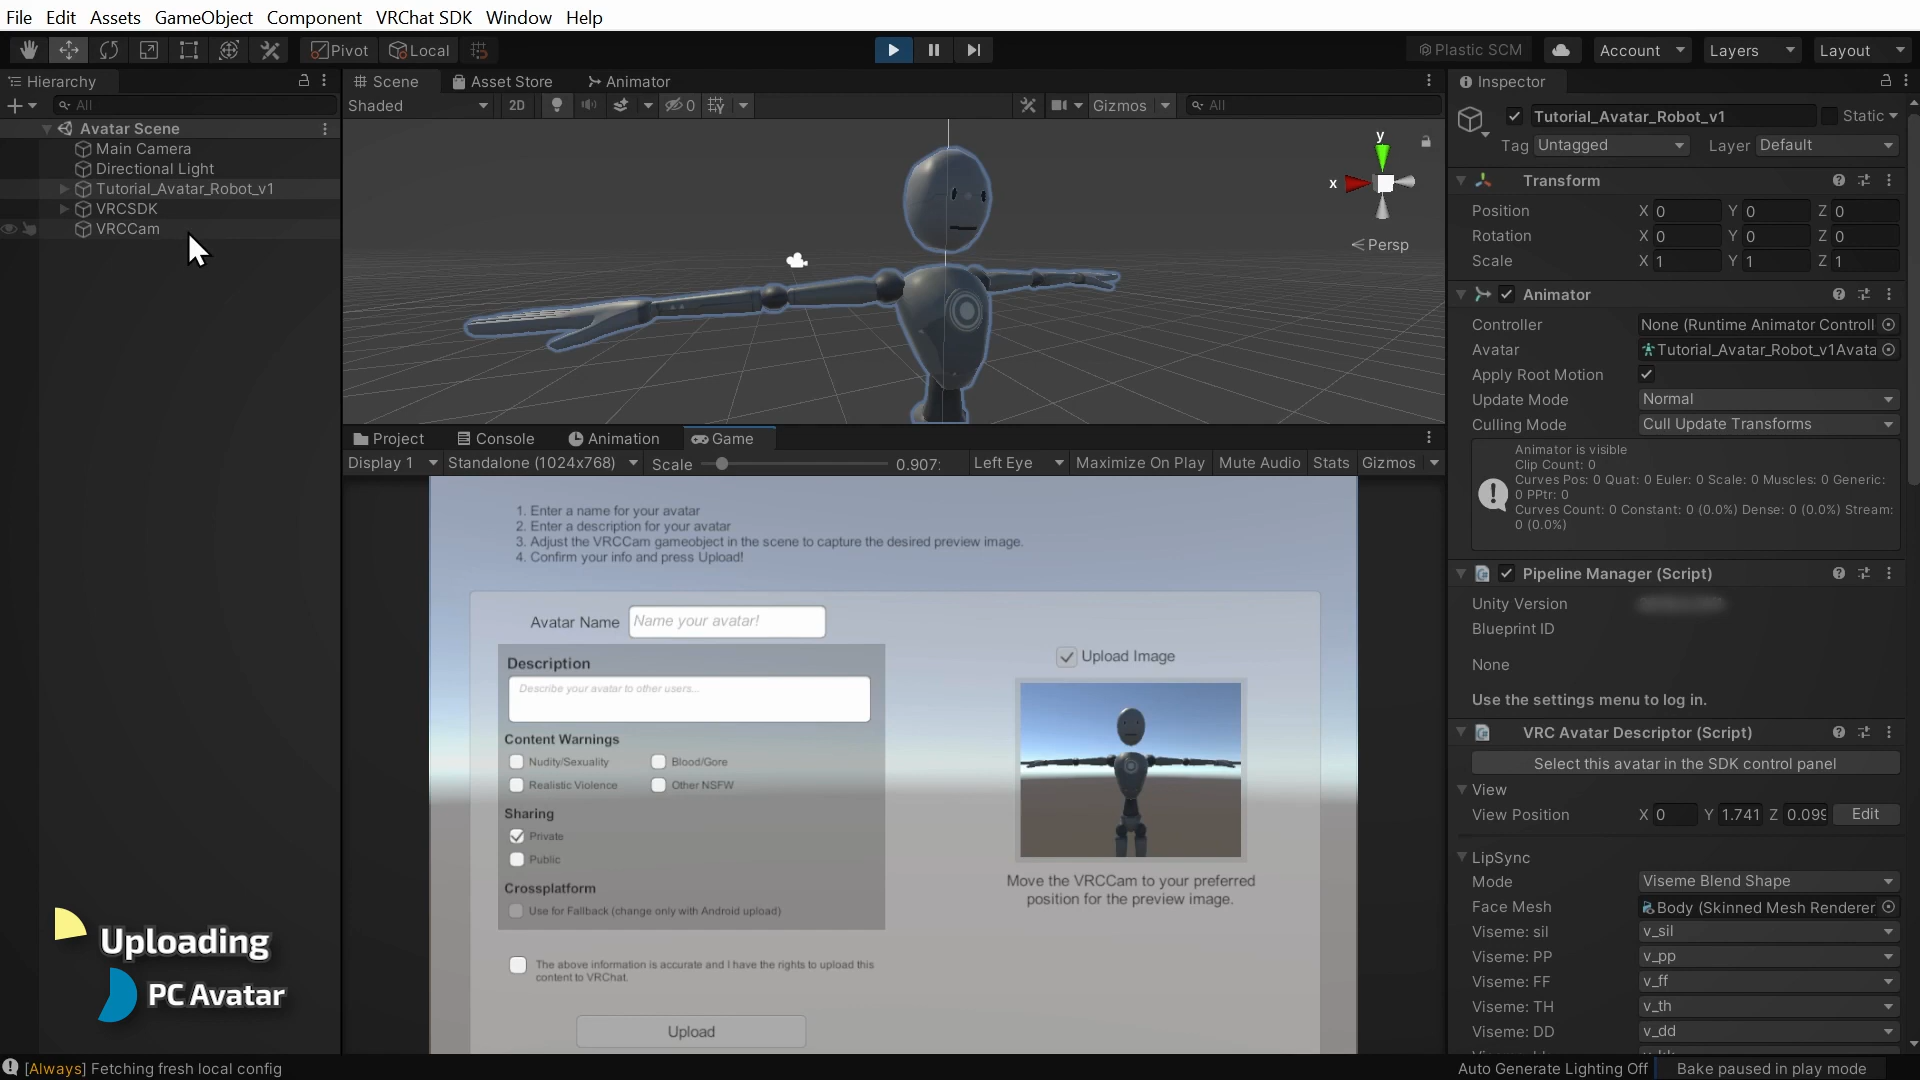 File Edit Assets GameObject Component VRChat SDK Window Help
Pivot Local Plastic SCM Account Layers Layout
Hierarchy
All
Avatar Scene
Main Camera
Directional Light
Tutorial_Avatar_Robot_v1
VRCSDK
VRCCam
Scene Asset Store Animator
Shaded 2D 0 Gizmos All
y
x
Persp
Project Console Animation Game
Display 1 Standalone (1024x768) Scale 0.907: Left Eye Maximize On Play Mute Audio Stats Gizmos
1. Enter a name for your avatar
2. Enter a description for your avatar
3. Adjust the VRCCam gameobject in the scene to capture the desired preview image.
4. Confirm your info and press Upload!
Avatar Name Name your avatar!
Description
Describe your avatar to other users...
Content Warnings
Nudity/Sexuality Blood/Gore
Realistic Violence Other NSFW
Sharing
Private
Public
Crossplatform
Use for Fallback (change only with Android upload)
The above information is accurate and I have the rights to upload this
content to VRChat.
Upload
Upload Image
Move the VRCCam to your preferred
position for the preview image.
Inspector
Tutorial_Avatar_Robot_v1 Static
Tag Untagged Layer Default
Transform
Position X 0 Y 0 Z 0
Rotation X 0 Y 0 Z 0
Scale X 1 Y 1 Z 1
Animator
Controller None (Runtime Animator Controll
Avatar Tutorial_Avatar_Robot_v1Avata
Apply Root Motion
Update Mode Normal
Culling Mode Cull Update Transforms
Animator is visible
Clip Count: 0
Curves Pos: 0 Quat: 0 Euler: 0 Scale: 0 Muscles: 0 Generic:
0 PPtr: 0
Curves Count: 0 Constant: 0 (0.0%) Dense: 0 (0.0%) Stream:
0 (0.0%)
Pipeline Manager (Script)
Unity Version
Blueprint ID
None
Use the settings menu to log in.
VRC Avatar Descriptor (Script)
Select this avatar in the SDK control panel
View
View Position X 0 Y 1.741 Z 0.099 Edit
LipSync
Mode Viseme Blend Shape
Face Mesh Body (Skinned Mesh Renderer
Viseme: sil v_sil
Viseme: PP v_pp
Viseme: FF v_ff
Viseme: TH v_th
Viseme: DD v_dd
Uploading
PC Avatar
[Always] Fetching fresh local config
Auto Generate Lighting Off Bake paused in play mode